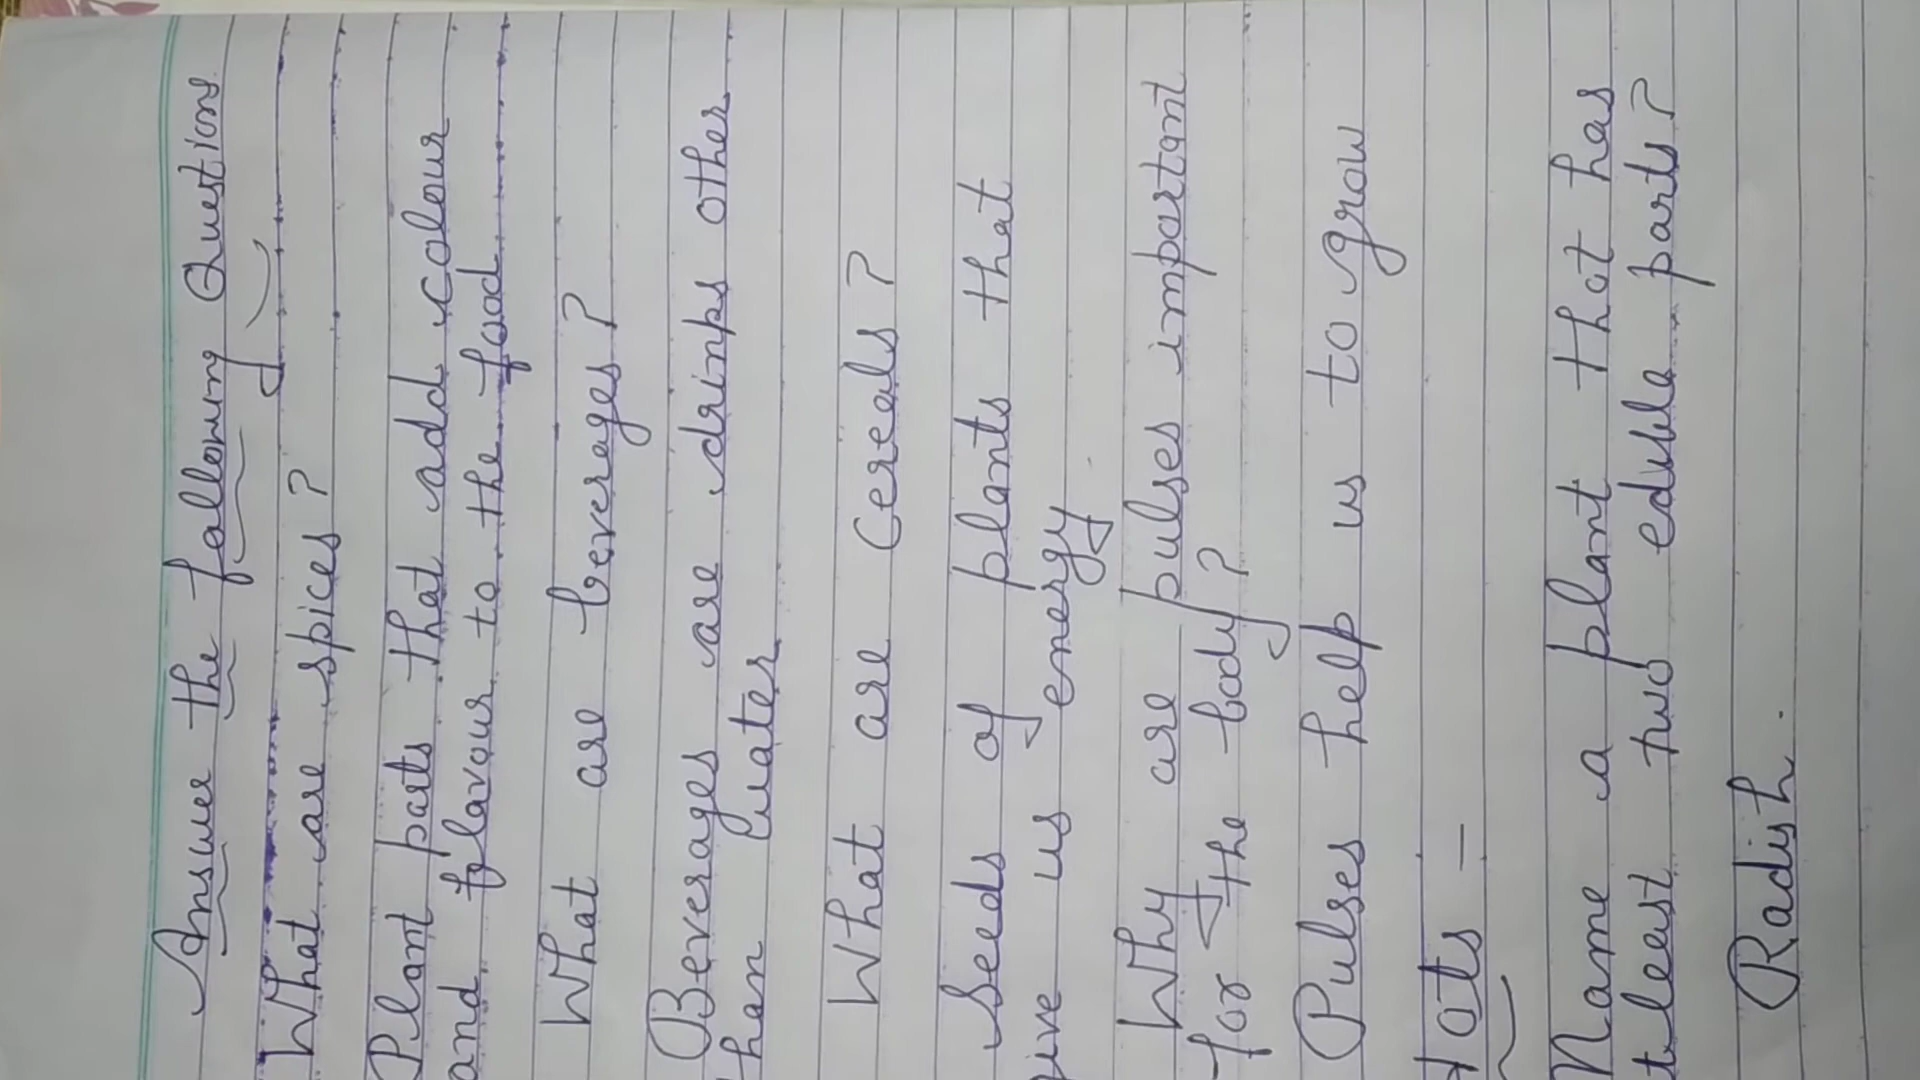 Answer the following Questions
What are spices?
Plant parts that add colour
and flavour to the food
What are beverages?
Beverages are drinks other
than water
What are Cereals?
Seeds of plants that
give us energy
Why are pulses important
for the body?
Pulses help us to grow
Hots -
Name a plant that has
tleest two edible parts?
Radish.